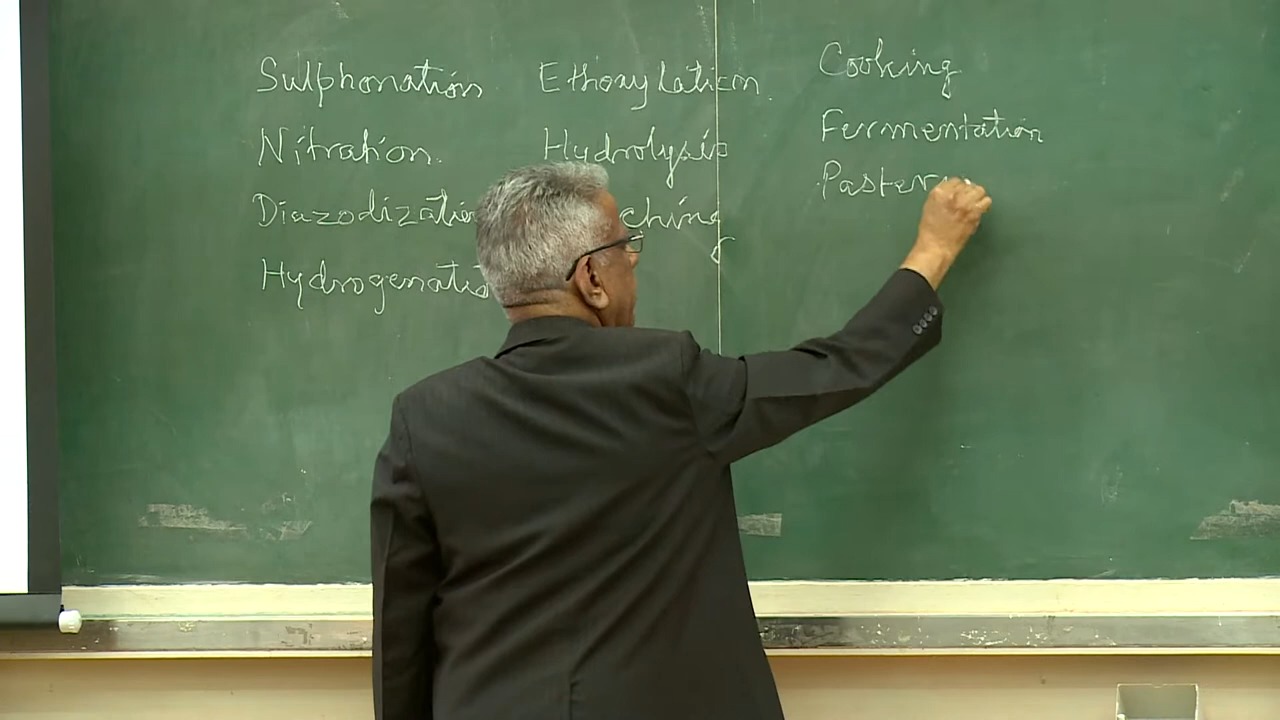 Sulphonation
Nitration
Diazodizatio
Hydrogenatio
Ethoxylation
Hydrolysis
ching
Cooking
Fermentation
Paster